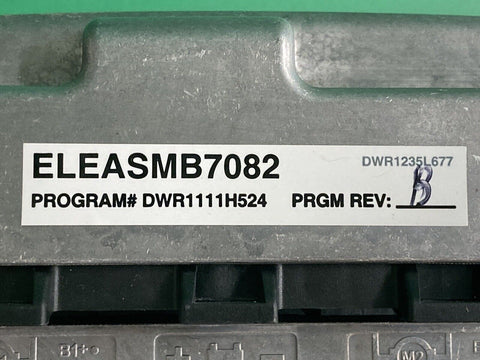 ELEASMB7082 DWR1235L677
PROGRAM# DWR1111H524 PRGM REV: B
B1+ M2